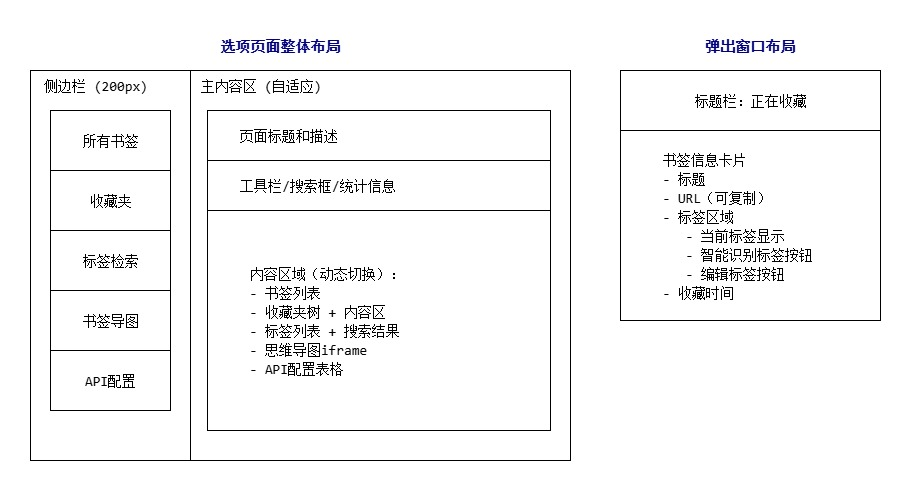 选项页面整体布局
侧边栏 (200px)
所有书签
收藏夹
标签检索
书签导图
API配置
主内容区 (自适应)
页面标题和描述
工具栏/搜索框/统计信息
内容区域（动态切换）：
- 书签列表
- 收藏夹树 + 内容区
- 标签列表 + 搜索结果
- 思维导图iframe
- API配置表格
弹出窗口布局
标题栏: 正在收藏
书签信息卡片
- 标题
- URL（可复制）
- 标签区域
- 当前标签显示
- 智能识别标签按钮
- 编辑标签按钮
- 收藏时间